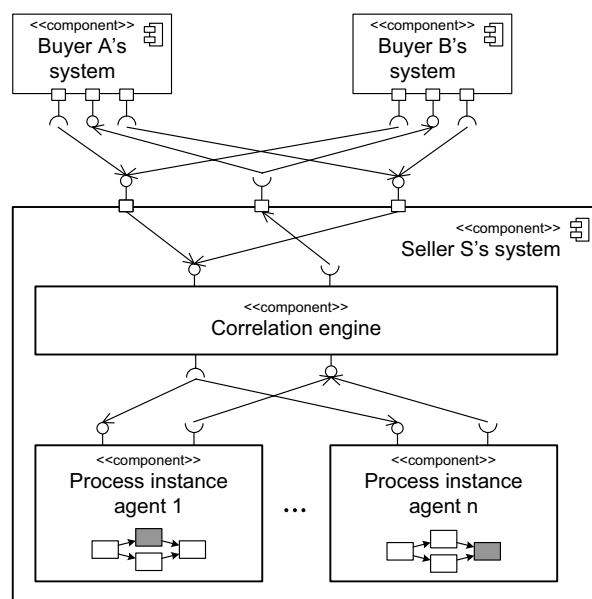 <<component>>
Buyer A’s
system
<<component>>
Buyer B’s
system
<<component>>
Seller S’s system
<<component>>
Correlation engine
<<component>>
Process instance
agent 1
...
<<component>>
Process instance
agent n